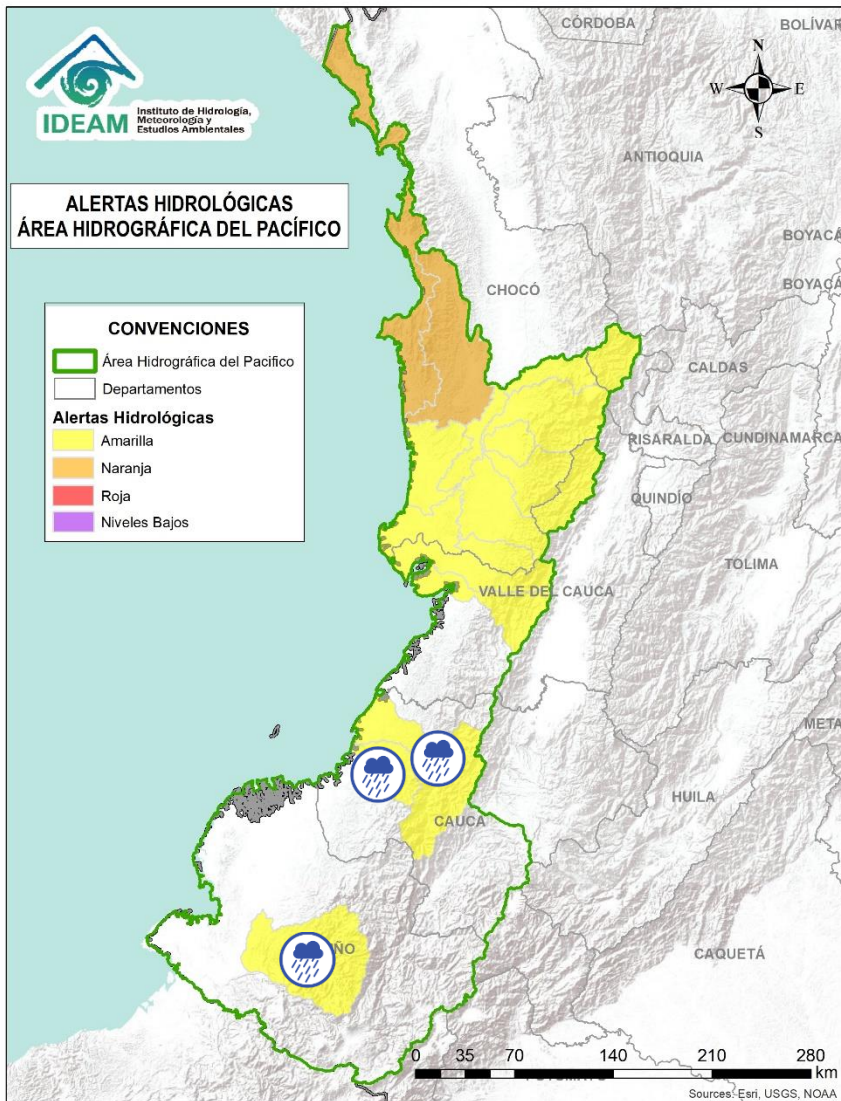 CÓRDOBA
BOLÍVAR
N
W
E
S
IDEAM
Instituto de Hidrología,
Meteorología y
Estudios Ambientales
ANTIOQUIA
ALERTAS HIDROLÓGICAS
ÁREA HIDROGRÁFICA DEL PACÍFICO
BOYACÁ
BOYACÁ
CHOCÓ
CONVENCIONES
Área Hidrográfica del Pacifico
Departamentos
Alertas Hidrológicas
Amarilla
Naranja
Roja
Niveles Bajos
CALDAS
RISARALDA
CUNDINAMARCA
QUINDÍO
TOLIMA
VALLE DEL CAUCA
META
HUILA
CAUCA
ÑO
CAQUETÁ
0 35 70 140 210 280
km
Sources: Esri, USGS, NOAA